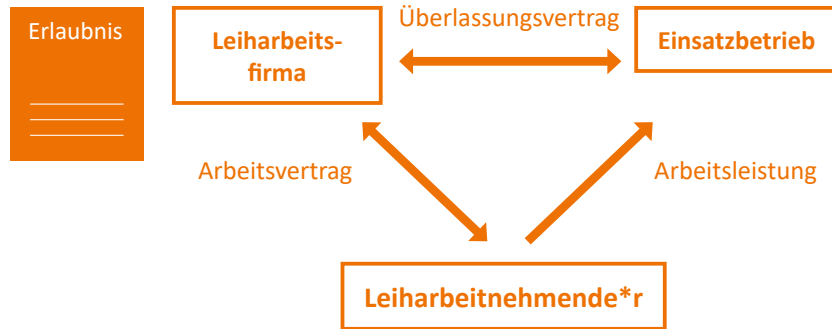 Erlaubnis
Leiharbeits-
firma
Überlassungsvertrag
Einsatzbetrieb
Arbeitsvertrag
Arbeitsleistung
Leiharbeitnehmende*r